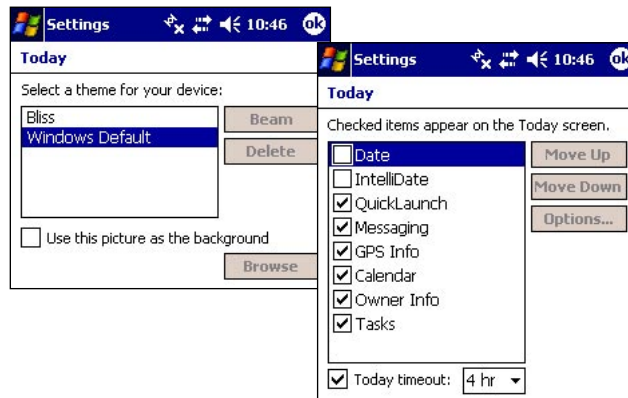 Settings 10:46 ok
Today
Select a theme for your device:
Bliss
Windows Default
Beam
Delete
Use this picture as the background
Browse
Settings 10:46 ok
Today
Checked items appear on the Today screen.
Date
IntelliDate
QuickLaunch
Messaging
GPS Info
Calendar
Owner Info
Tasks
Move Up
Move Down
Options...
Today timeout: 4 hr